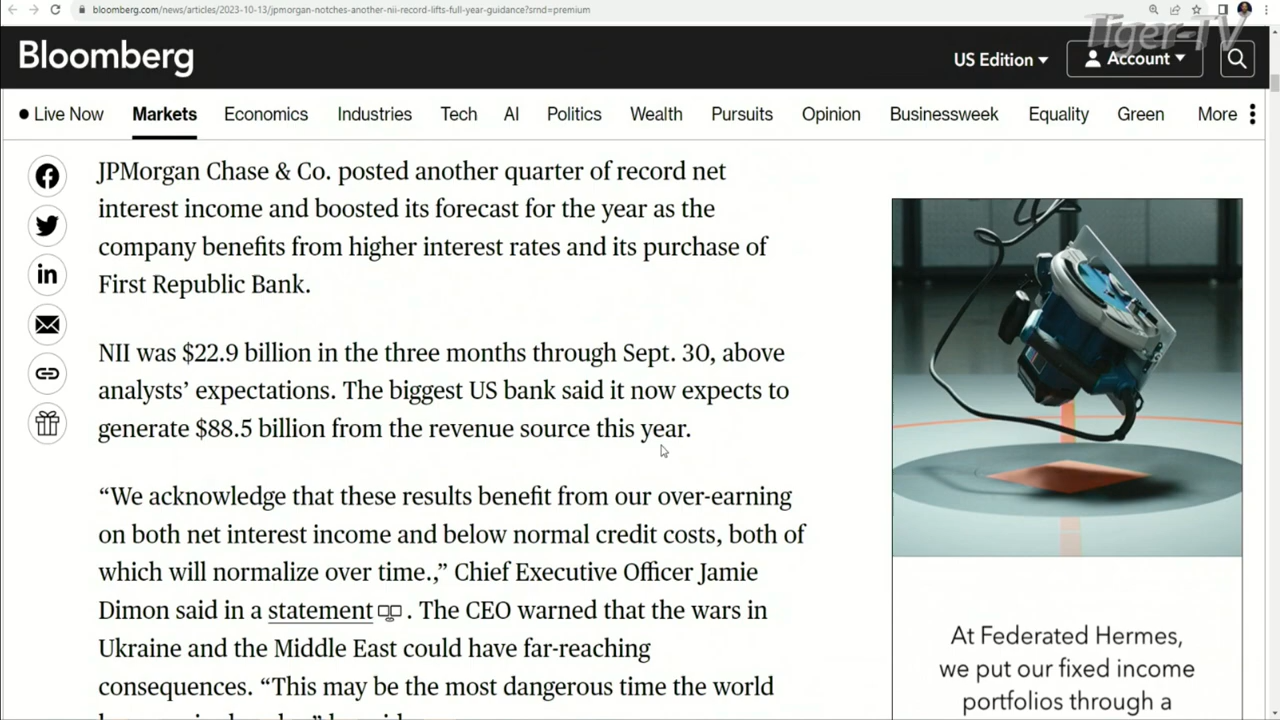 bloomberg.com/news/articles/2023-10-13/jpmorgan-notches-another-nii-record-lifts-full-year-guidance?srnd=premium
Tiger-TV
Bloomberg
US Edition
Account
Live Now Markets Economics Industries Tech AI Politics Wealth Pursuits Opinion Businessweek Equality Green More
JPMorgan Chase & Co. posted another quarter of record net
interest income and boosted its forecast for the year as the
company benefits from higher interest rates and its purchase of
First Republic Bank.
NII was $22.9 billion in the three months through Sept. 30, above
analysts’ expectations. The biggest US bank said it now expects to
generate $88.5 billion from the revenue source this year.
“We acknowledge that these results benefit from our over-earning
on both net interest income and below normal credit costs, both of
which will normalize over time.,” Chief Executive Officer Jamie
Dimon said in a statement . The CEO warned that the wars in
Ukraine and the Middle East could have far-reaching
consequences. “This may be the most dangerous time the world
At Federated Hermes,
we put our fixed income
portfolios through a